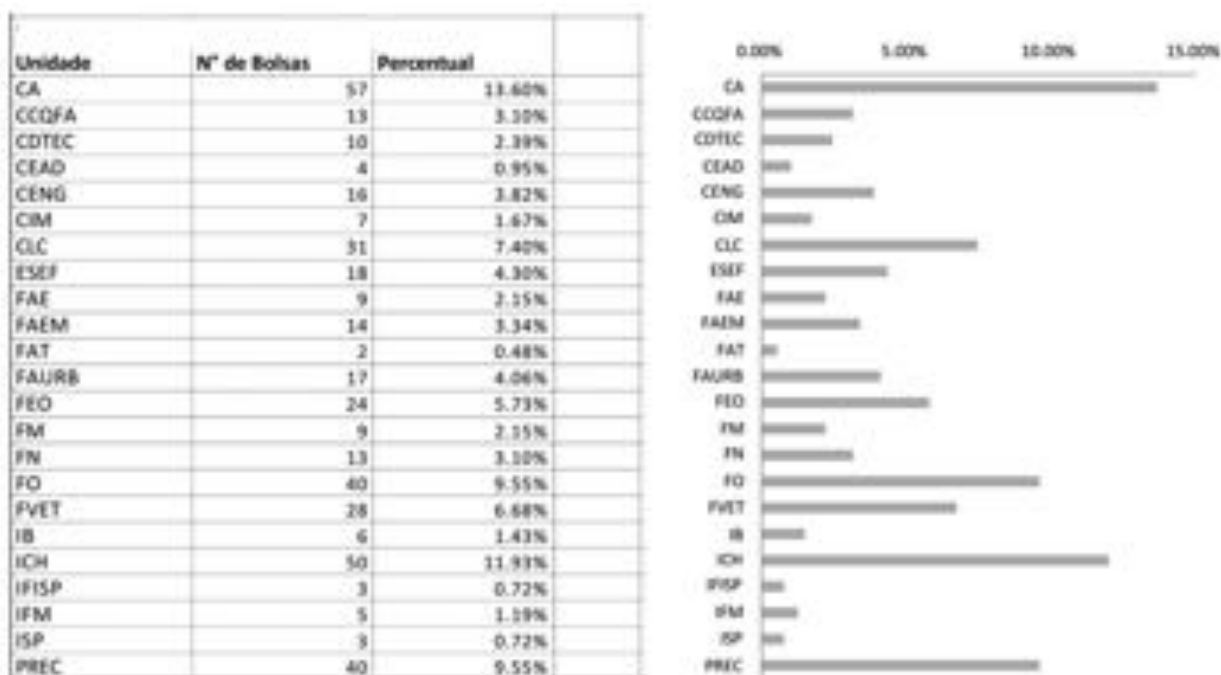 Unidade N° de Bolsas Percentual
CA 57 13.60%
CCQFA 13 3.10%
CDTEC 10 2.39%
CEAD 4 0.95%
CENG 16 3.82%
CIM 7 1.67%
CLC 31 7.40%
ESEF 18 4.30%
FAE 9 2.15%
FAEM 14 3.34%
FAT 2 0.48%
FAURB 17 4.06%
FEO 24 5.73%
FM 9 2.15%
FN 13 3.10%
FO 40 9.55%
FVET 28 6.68%
IB 6 1.43%
ICH 50 11.93%
IFISP 3 0.72%
IFM 5 1.19%
ISP 3 0.72%
PREC 40 9.55%
0.00% 5.00% 10.00% 15.00%
CA
CCQFA
CDTEC
CEAD
CENG
CIM
CLC
ESEF
FAE
FAEM
FAT
FAURB
FEO
FM
FN
FO
FVET
IB
ICH
IFISP
IFM
ISP
PREC